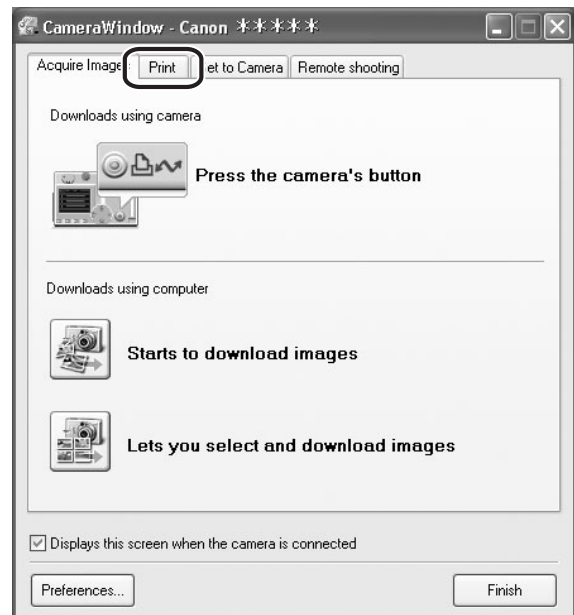 CameraWindow - Canon *****
Print et to Camera Remote shooting
Downloads using camera
Press the camera's button
Downloads using computer
Starts to download images
Lets you select and download images
Displays this screen when the camera is connected
Preferences... Finish